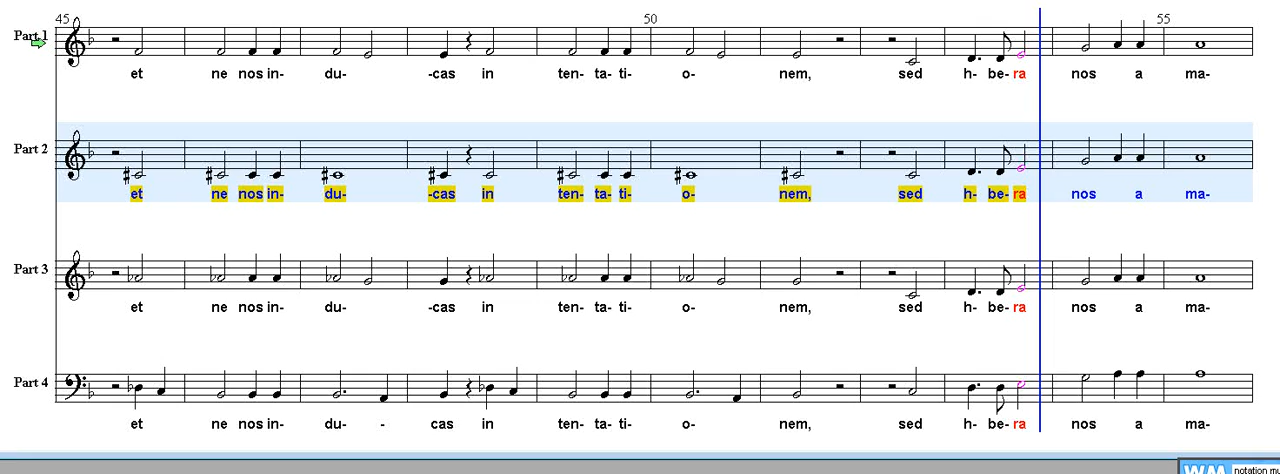 45 50 55
Part 1
et ne nos in- du- -cas in ten- ta- ti- o- nem, sed h- be- ra nos a ma-
Part 2
et ne nos in- du- -cas in ten- ta- ti- o- nem, sed h- be- ra nos a ma-
Part 3
et ne nos in- du- -cas in ten- ta- ti- o- nem, sed h- be- ra nos a ma-
Part 4
et ne nos in- du- - cas in ten- ta- ti- o- nem, sed h- be- ra nos a ma-
WM notation mu